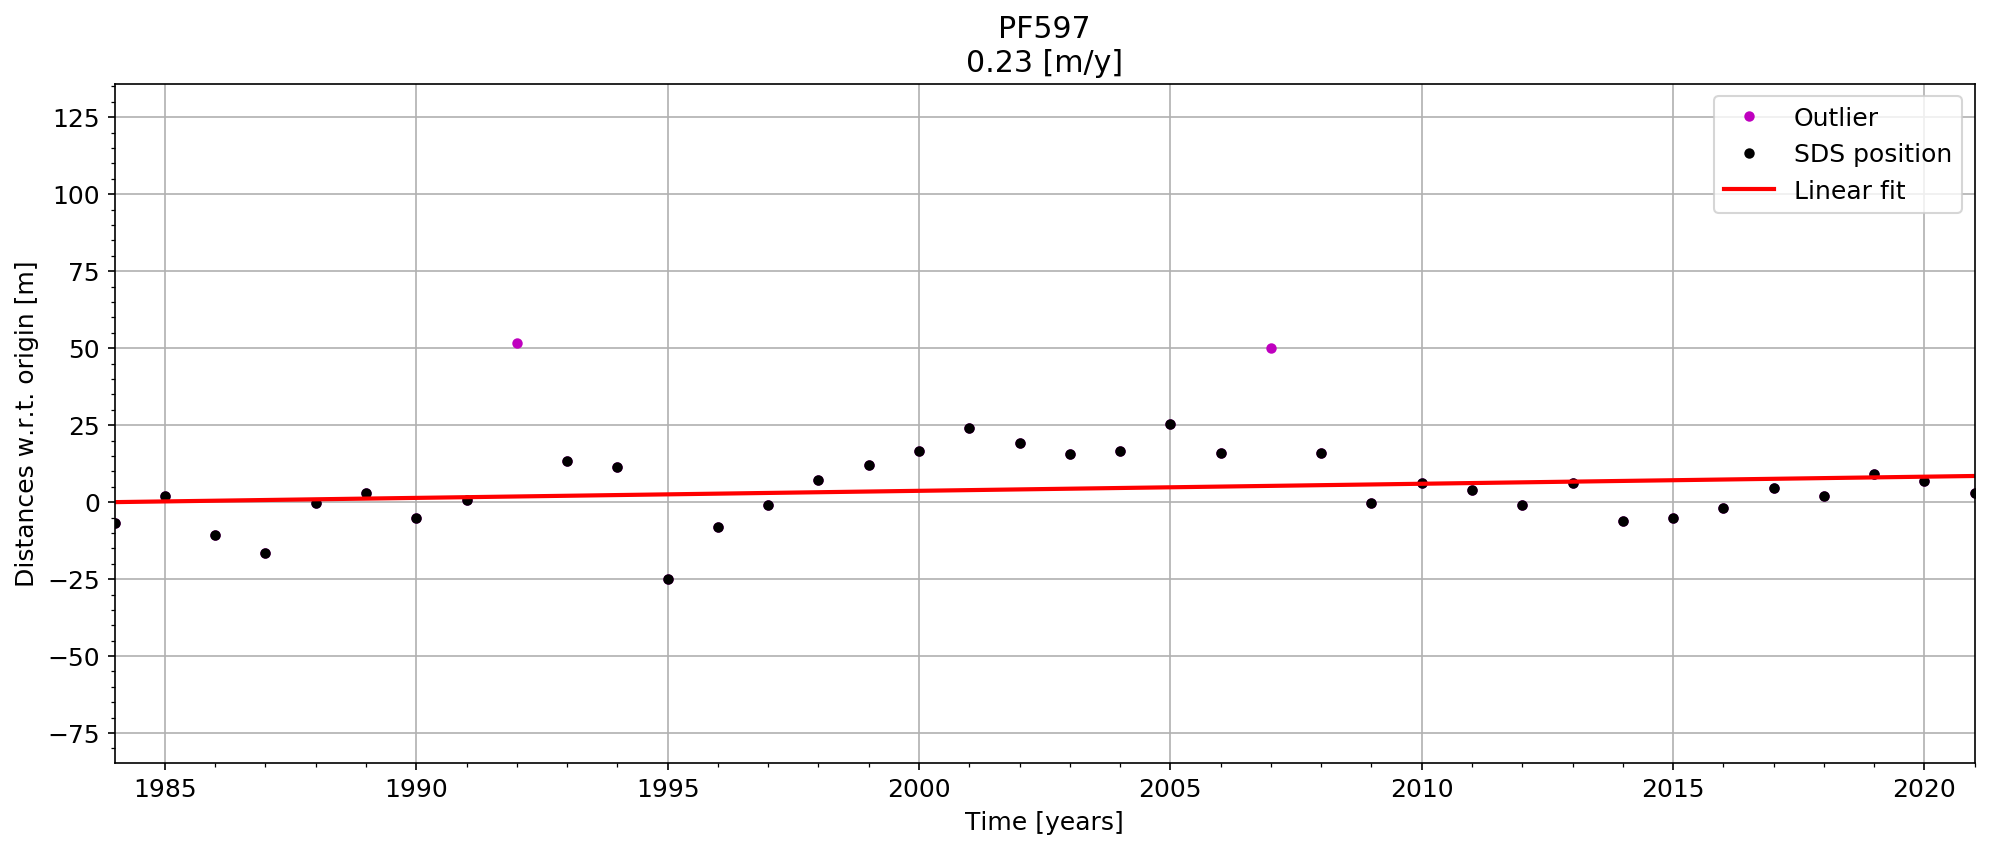 PF597
0.23 [m/y]
Outlier
SDS position
Linear fit
Distances w.r.t. origin [m]
125
100
75
50
25
0
−25
−50
−75
1985 1990 1995 2000 2005 2010 2015 2020
Time [years]